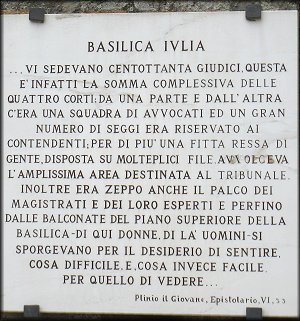 BASILICA IVLIA
...VI SEDEVANO CENTOTTANTA GIUDICI, QUESTA
E' INFATTI LA SOMMA COMPLESSIVA DELLE
QUATTRO CORTI: DA UNA PARTE E DALL'ALTRA
C'ERA UNA SQUADRA DI AVVOCATI ED UN GRAN
NUMERO DI SEGGI ERA RISERVATO AI
CONTENDENTI; PER DI PIU' UNA FITTA RESSA DI
GENTE, DISPOSTA SU MOLTEPLICI FILE, AVVOLGEVA
L'AMPLISSIMA AREA DESTINATA AL TRIBUNALE.
INOLTRE ERA ZEPPO ANCHE IL PALCO DEI
MAGISTRATI E DEI LORO ESPERTI E PERFINO
DALLE BALCONATE DEL PIANO SUPERIORE DELLA
BASILICA-DI QUI DONNE, DI LA' UOMINI-SI
SPORGEVANO PER IL DESIDERIO DI SENTIRE,
COSA DIFFICILE, E, COSA INVECE FACILE,
PER QUELLO DI VEDERE...
Plinio il Giovane, Epistolario, VI, 33